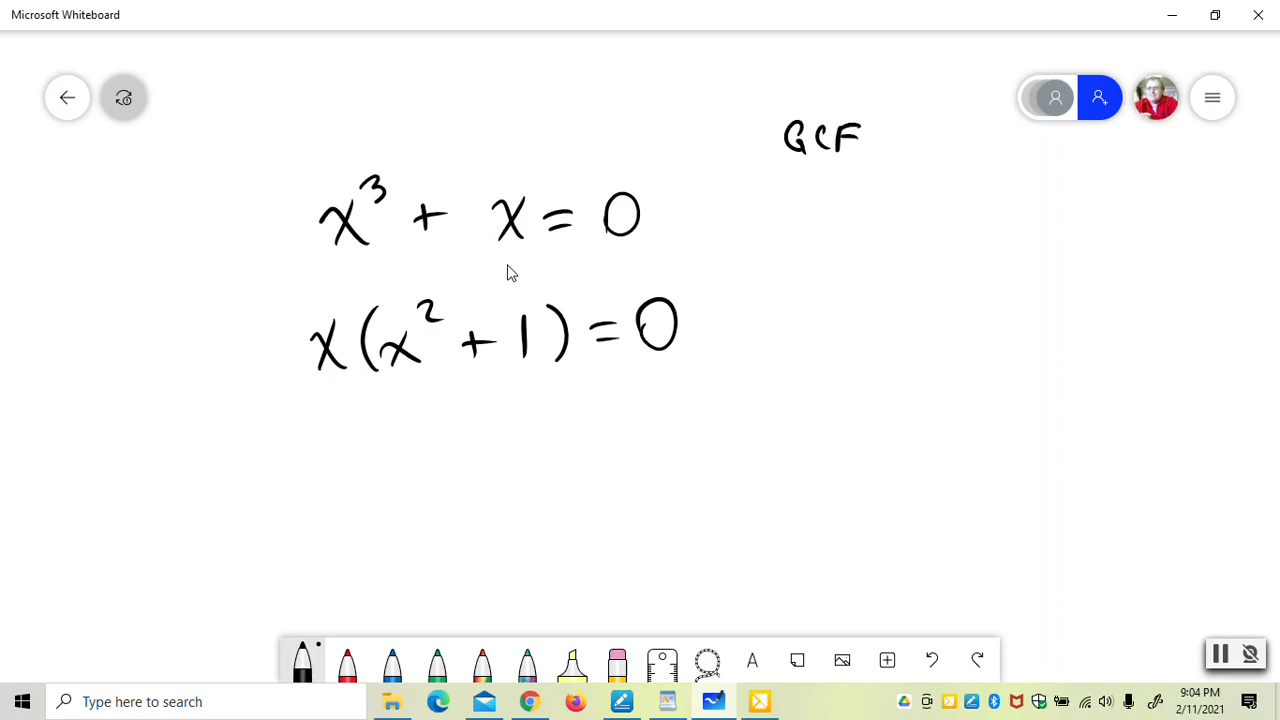 Microsoft Whiteboard
GCF
x³ + x = 0
x(x² + 1) = 0
A
Type here to search
9:04 PM
2/11/2021